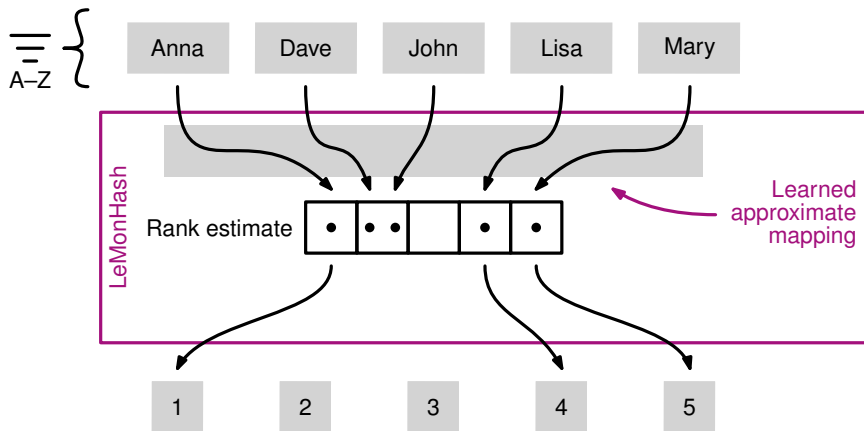 A–Z
Anna
Dave
John
Lisa
Mary
LeMonHash
Rank estimate
Learned
approximate
mapping
1
2
3
4
5